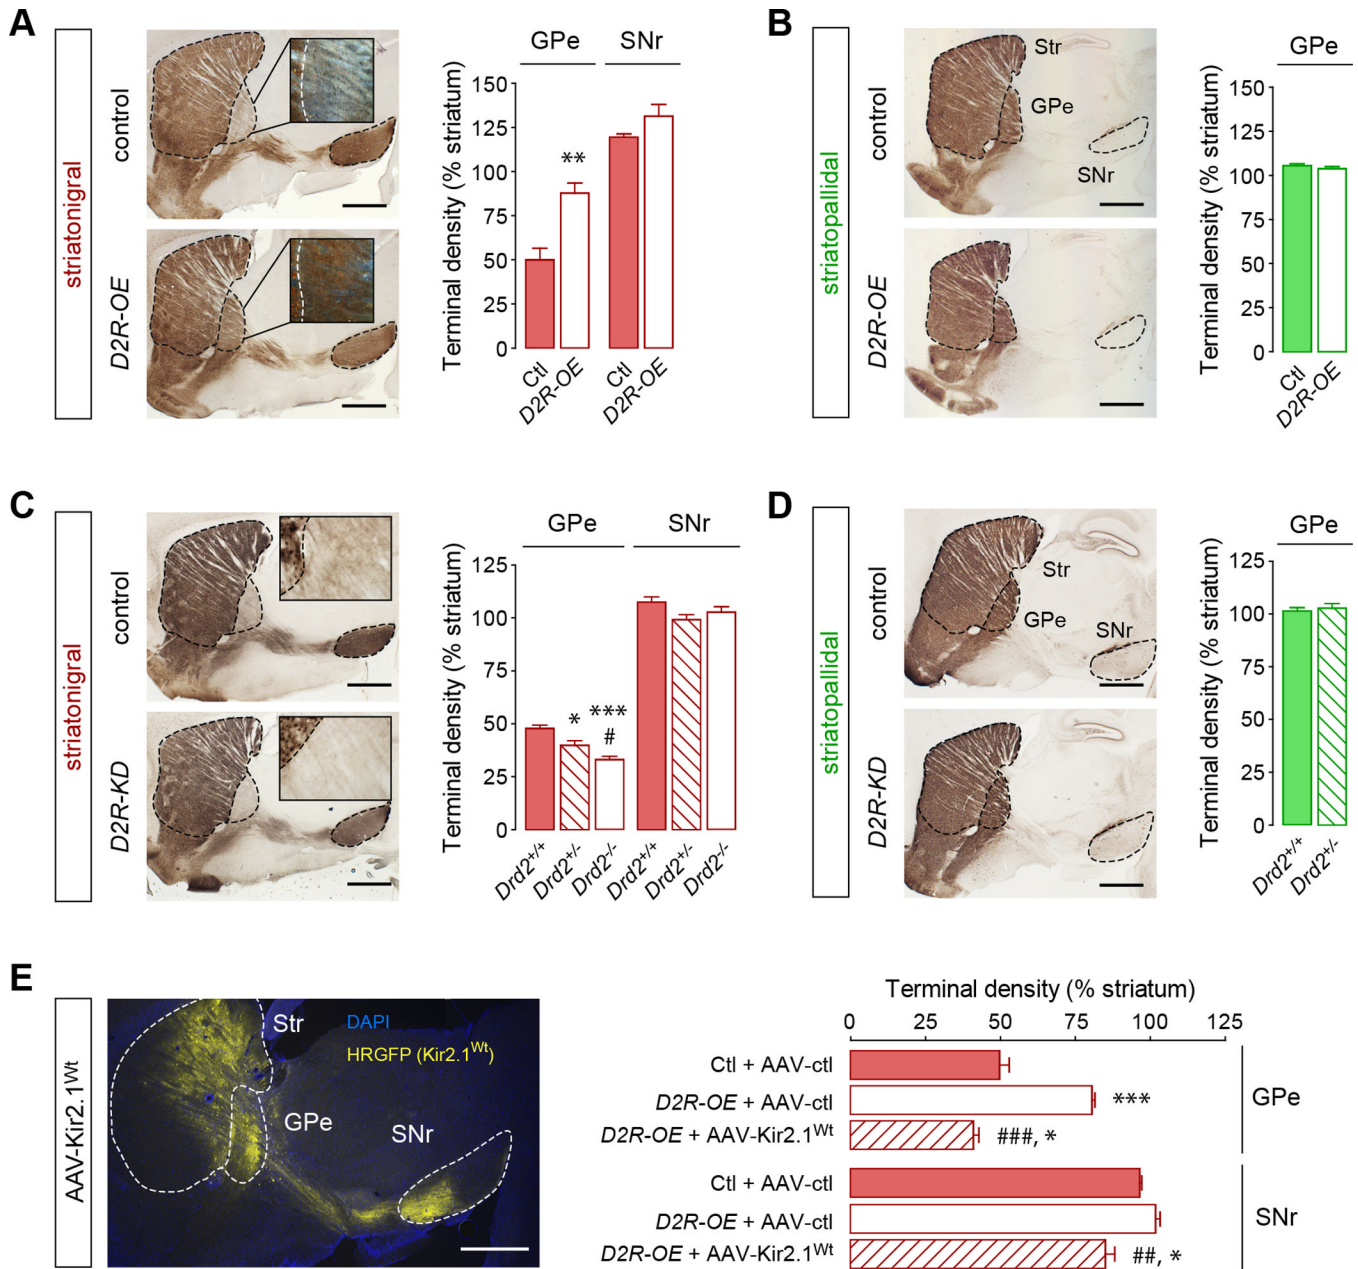 A
striatonigral
control
D2R-OE
GPe
SNr
Terminal density (% striatum)
150
125
100
75
50
25
0
**
Ctl
D2R-OE
Ctl
D2R-OE
B
striatopallidal
control
D2R-OE
Str
GPe
SNr
GPe
Terminal density (% striatum)
150
125
100
75
50
25
0
Ctl
D2R-OE
C
striatonigral
control
D2R-KD
GPe
SNr
Terminal density (% striatum)
125
100
75
50
25
0
*
***
#
Drd2+/+
Drd2+/-
Drd2-/-
Drd2+/+
Drd2+/-
Drd2-/-
D
striatopallidal
control
D2R-KD
Str
GPe
SNr
GPe
Terminal density (% striatum)
125
100
75
50
25
0
Drd2+/+
Drd2+/-
E
AAV-Kir2.1Wt
Str
DAPI
HRGFP (Kir2.1Wt)
GPe
SNr
Terminal density (% striatum)
0 25 50 75 100 125
Ctl + AAV-ctl
D2R-OE + AAV-ctl ***
D2R-OE + AAV-Kir2.1Wt ###, *
GPe
Ctl + AAV-ctl
D2R-OE + AAV-ctl
D2R-OE + AAV-Kir2.1Wt ##, *
SNr